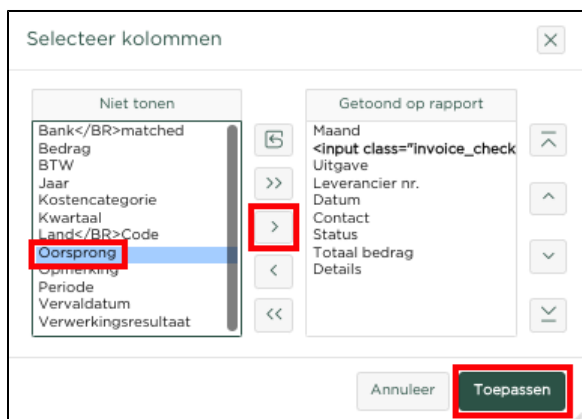 Selecteer kolommen
Niet tonen
Bank</BR>matched
Bedrag
BTW
Jaar
Kostencategorie
Kwartaal
Land</BR>Code
Oorsprong
Opmerking
Periode
Vervaldatum
Verwerkingsresultaat
>>
>
<
<<
Getoond op rapport
Maand
<input class="invoice_check
Uitgave
Leverancier nr.
Datum
Contact
Status
Totaal bedrag
Details
Annuleer
Toepassen